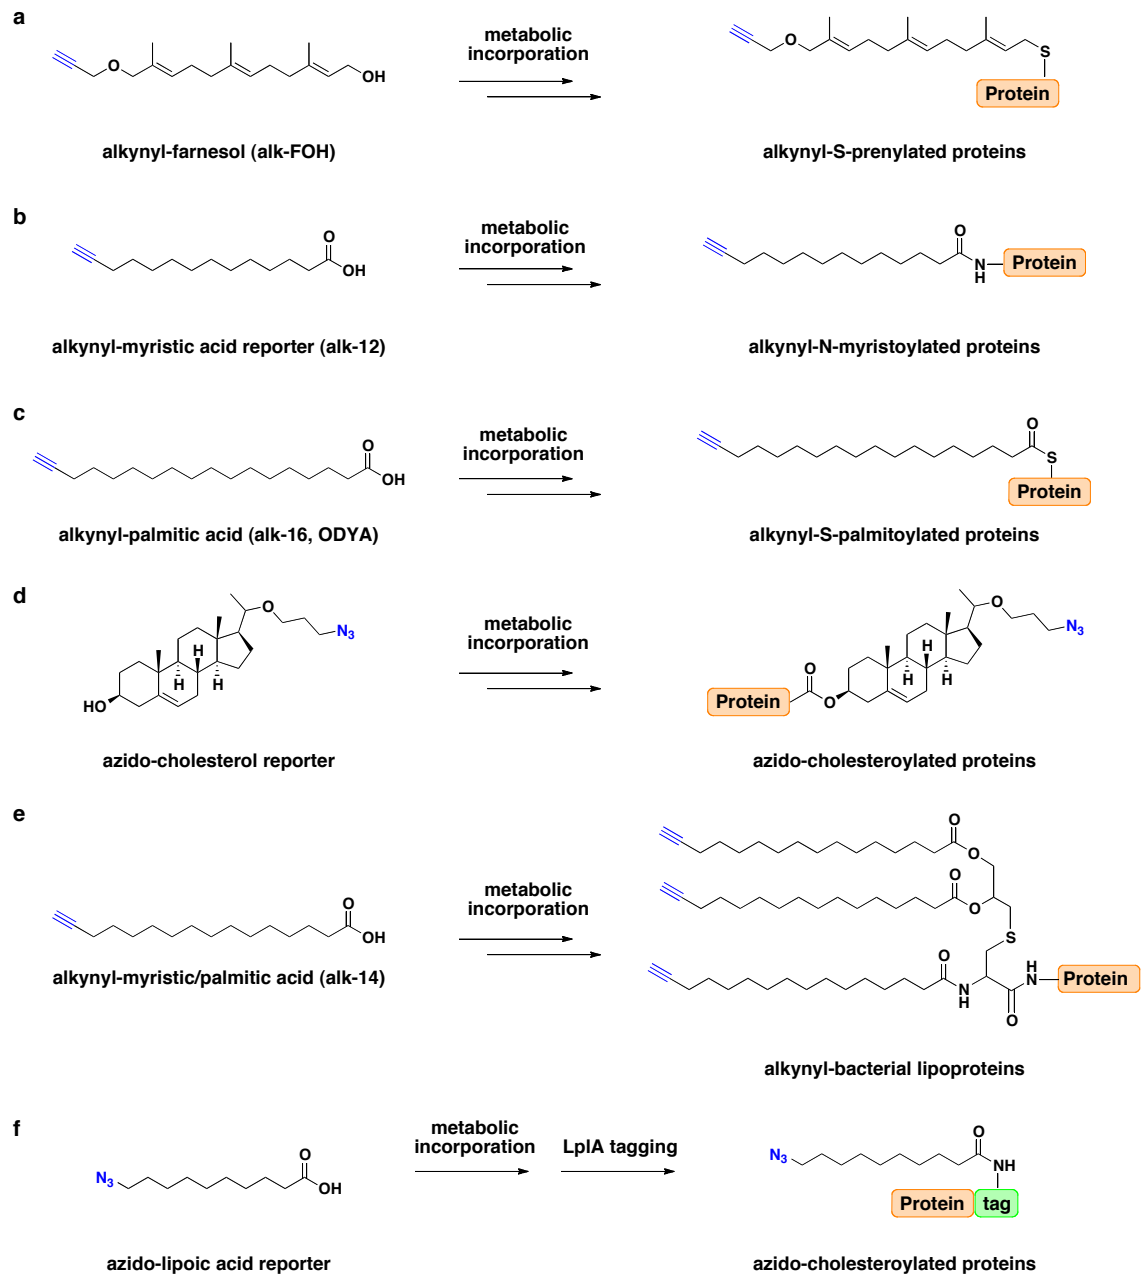 a
metabolic
incorporation
O
OH
O
S
Protein
alkynyl-farnesol (alk-FOH)
alkynyl-S-prenylated proteins
b
metabolic
incorporation
O
OH
O
N
H
Protein
alkynyl-myristic acid reporter (alk-12)
alkynyl-N-myristoylated proteins
c
metabolic
incorporation
O
OH
O
S
Protein
alkynyl-palmitic acid (alk-16, ODYA)
alkynyl-S-palmitoylated proteins
d
metabolic
incorporation
O
N3
H
H
H
HO
O
N3
H
H
H
O
O
Protein
azido-cholesterol reporter
azido-cholesteroylated proteins
e
metabolic
incorporation
O
OH
O
O
O
O
S
O
N
H
H
N
O
Protein
alkynyl-myristic/palmitic acid (alk-14)
alkynyl-bacterial lipoproteins
f
metabolic
incorporation
LplA tagging
N3
O
OH
N3
O
NH
Protein
tag
azido-lipoic acid reporter
azido-cholesteroylated proteins